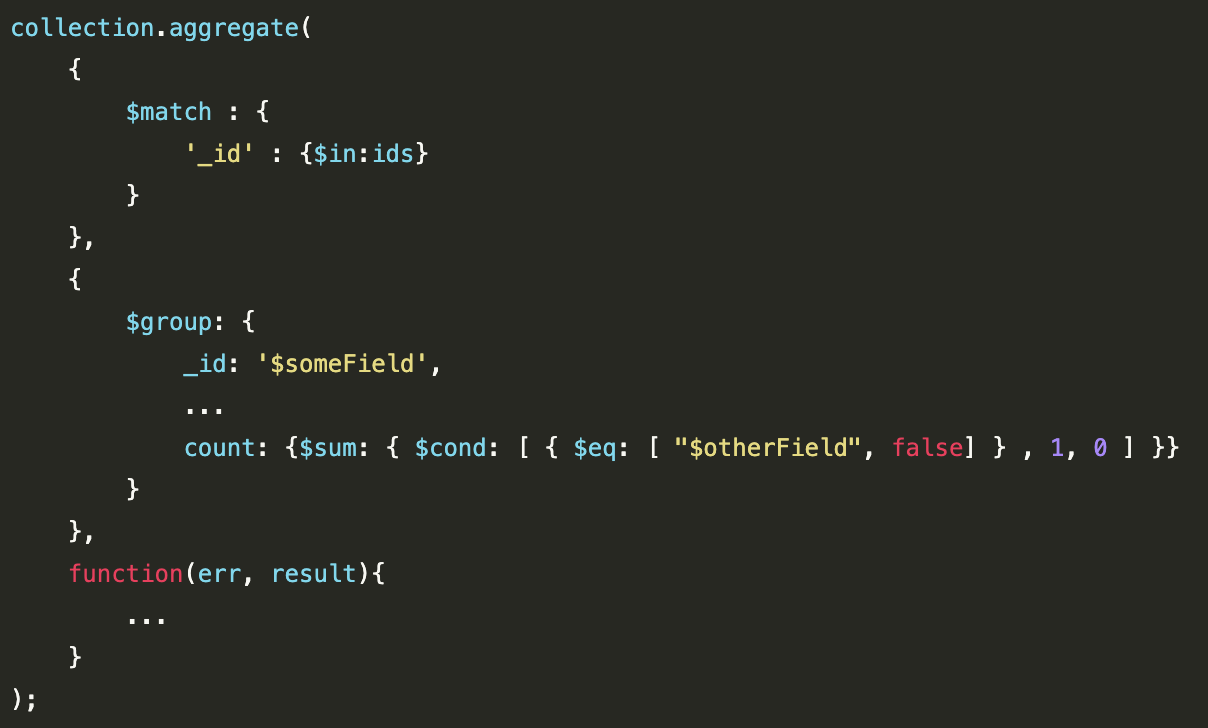 collection.aggregate(
    {
        $match : {
            '_id' : {$in:ids}
        }
    },
    {
        $group: {
            _id: '$someField',
            ...
            count: {$sum: { $cond: [ { $eq: [ "$otherField", false] } , 1, 0 ] }}
        }
    },
    function(err, result){
        ...
    }
);